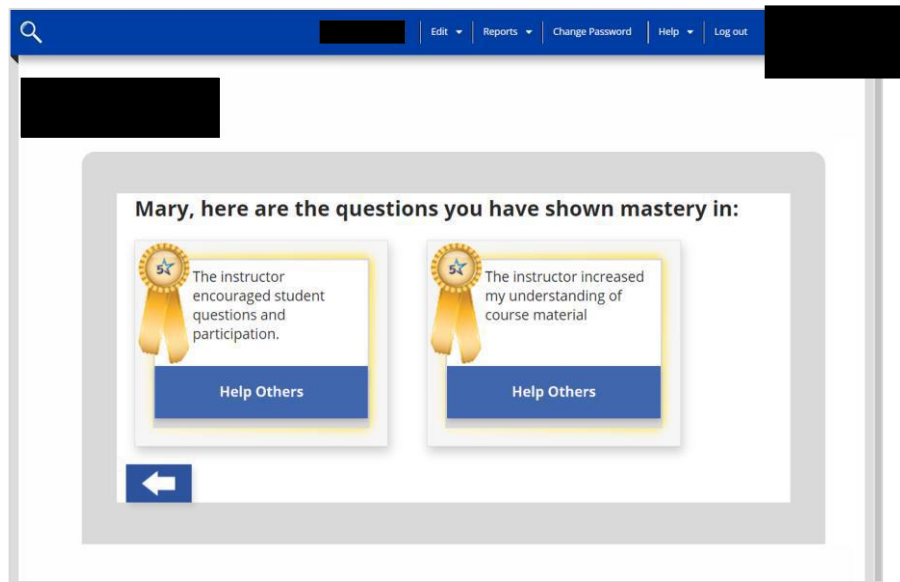 Edit
Reports
Change Password
Help
Log out
Mary, here are the questions you have shown mastery in:
5
The instructor
encouraged student
questions and
participation.
Help Others
5
The instructor increased
my understanding of
course material
Help Others